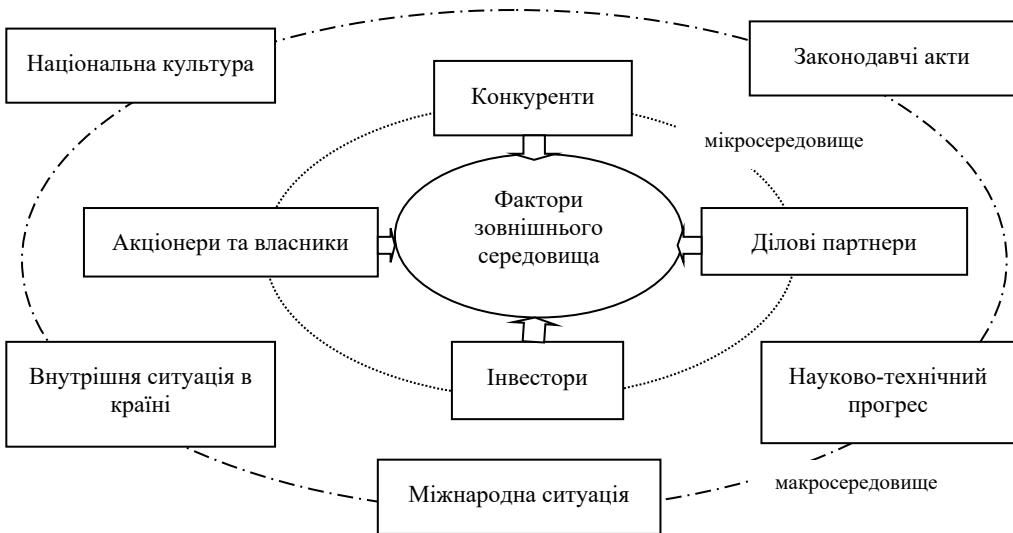 Національна культура
Законодавчі акти
Конкуренти
мікросередовище
Фактори
зовнішнього
середовища
Акціонери та власники
Ділові партнери
Внутрішня ситуація в
країні
Інвестори
Науково-технічний
прогрес
Міжнародна ситуація
макросередовище